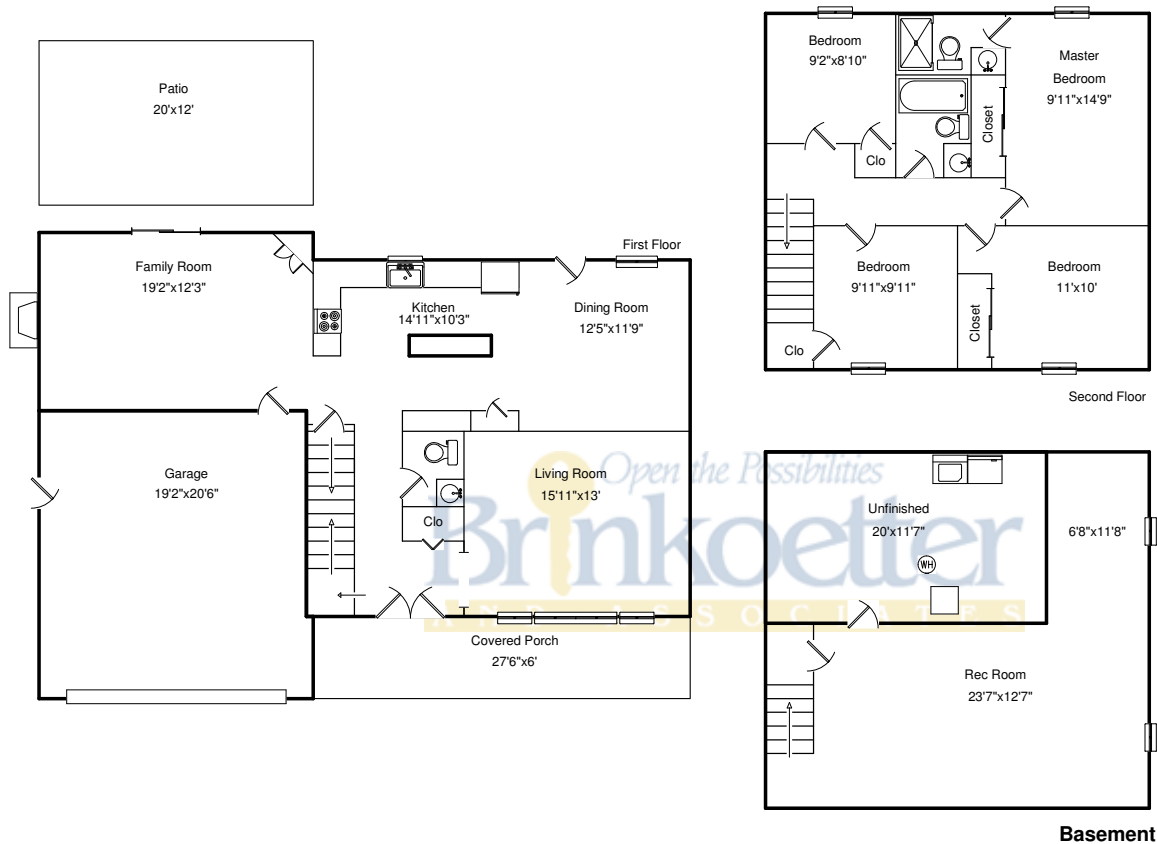 Patio
20'x12'
First Floor
Family Room
19'2"x12'3"
Kitchen
14'11"x10'3"
Dining Room
12'5"x11'9"
Garage
19'2"x20'6"
Living Room
15'11"x13'
Clo
Covered Porch
27'6"x6'
Bedroom
9'2"x8'10"
Master
Bedroom
9'11"x14'9"
Closet
Clo
Bedroom
9'11"x9'11"
Bedroom
11'x10'
Closet
Clo
Second Floor
Unfinished
20'x11'7"
6'8"x11'8"
WH
Rec Room
23'7"x12'7"
Basement
Open the Possibilities
Brinkoetter
AND ASSOCIATES